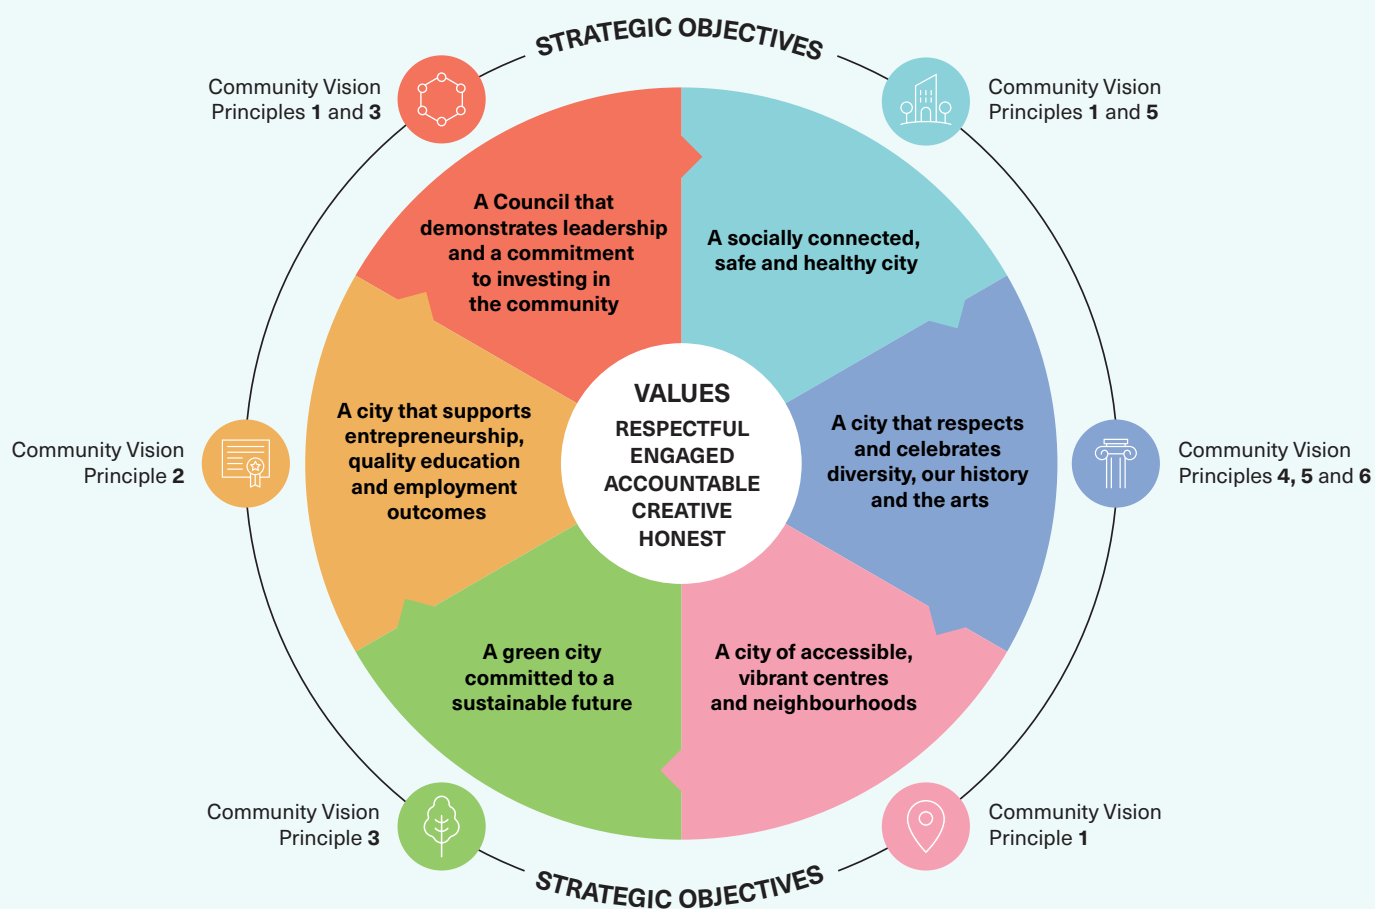 STRATEGIC OBJECTIVES
Community Vision
Principles 1 and 3
Community Vision
Principles 1 and 5
A Council that
demonstrates leadership
and a commitment
to investing in
the community
A socially connected,
safe and healthy city
VALUES
RESPECTFUL
ENGAGED
ACCOUNTABLE
CREATIVE
HONEST
Community Vision
Principle 2
A city that supports
entrepreneurship,
quality education
and employment
outcomes
A city that respects
and celebrates
diversity, our history
and the arts
Community Vision
Principles 4, 5 and 6
A green city
committed to a
sustainable future
A city of accessible,
vibrant centres
and neighbourhoods
Community Vision
Principle 3
Community Vision
Principle 1
STRATEGIC OBJECTIVES